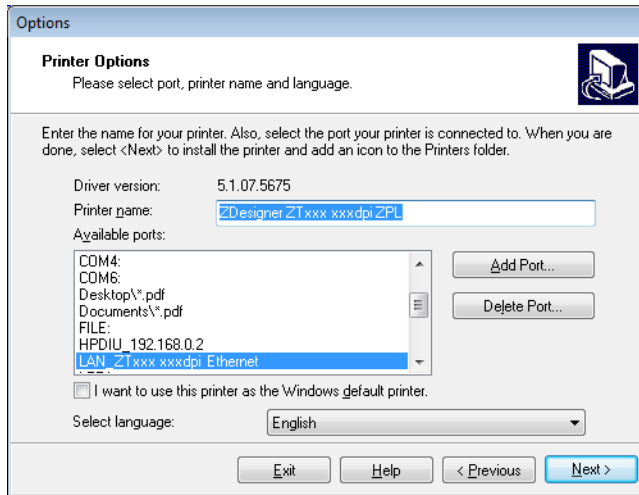 Options
Printer Options
Please select port, printer name and language.
Enter the name for your printer. Also, select the port your printer is connected to. When you are
done, select <Next> to install the printer and add an icon to the Printers folder.
Driver version: 5.1.07.5675
Printer name: ZDesigner ZTxxx xxxdpi ZPL
Available ports:
COM4:
COM6:
Desktop\*.pdf
Documents\*.pdf
FILE:
HPDIU_192.168.0.2
LAN_ZTxxx xxxdpi Ethernet
Add Port...
Delete Port...
I want to use this printer as the Windows default printer.
Select language: English
Exit Help < Previous Next >